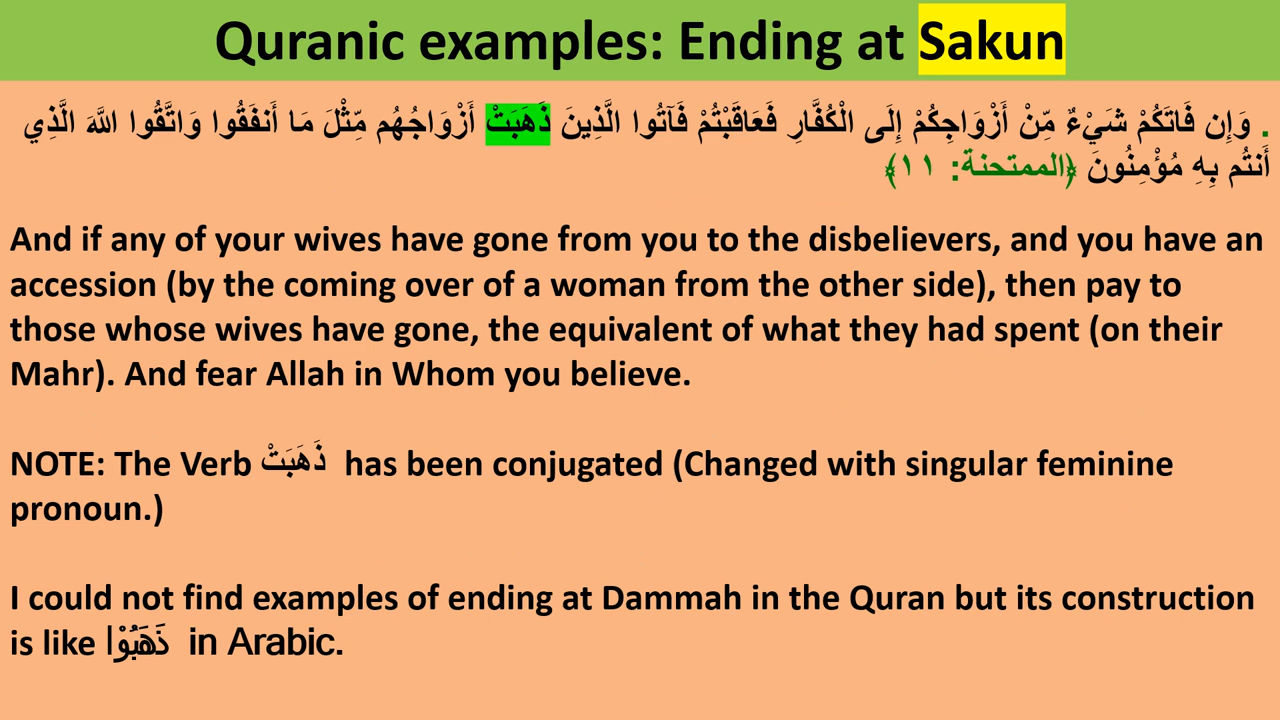 Quranic examples: Ending at Sakun
. وَإِن فَاتَكُمْ شَيْءٌ مِّنْ أَزْوَاجِكُمْ إِلَى الْكُفَّارِ فَعَاقَبْتُمْ فَآتُوا الَّذِينَ ذَهَبَتْ أَزْوَاجُهُم مِّثْلَ مَا أَنفَقُوا وَاتَّقُوا اللَّهَ الَّذِي
أَنتُم بِهِ مُؤْمِنُونَ ﴿الممتحنة: ١١﴾
And if any of your wives have gone from you to the disbelievers, and you have an
accession (by the coming over of a woman from the other side), then pay to
those whose wives have gone, the equivalent of what they had spent (on their
Mahr). And fear Allah in Whom you believe.
NOTE: The Verb ذَهَبَتْ has been conjugated (Changed with singular feminine
pronoun.)
I could not find examples of ending at Dammah in the Quran but its construction
is like ذَهَبُوْا in Arabic.